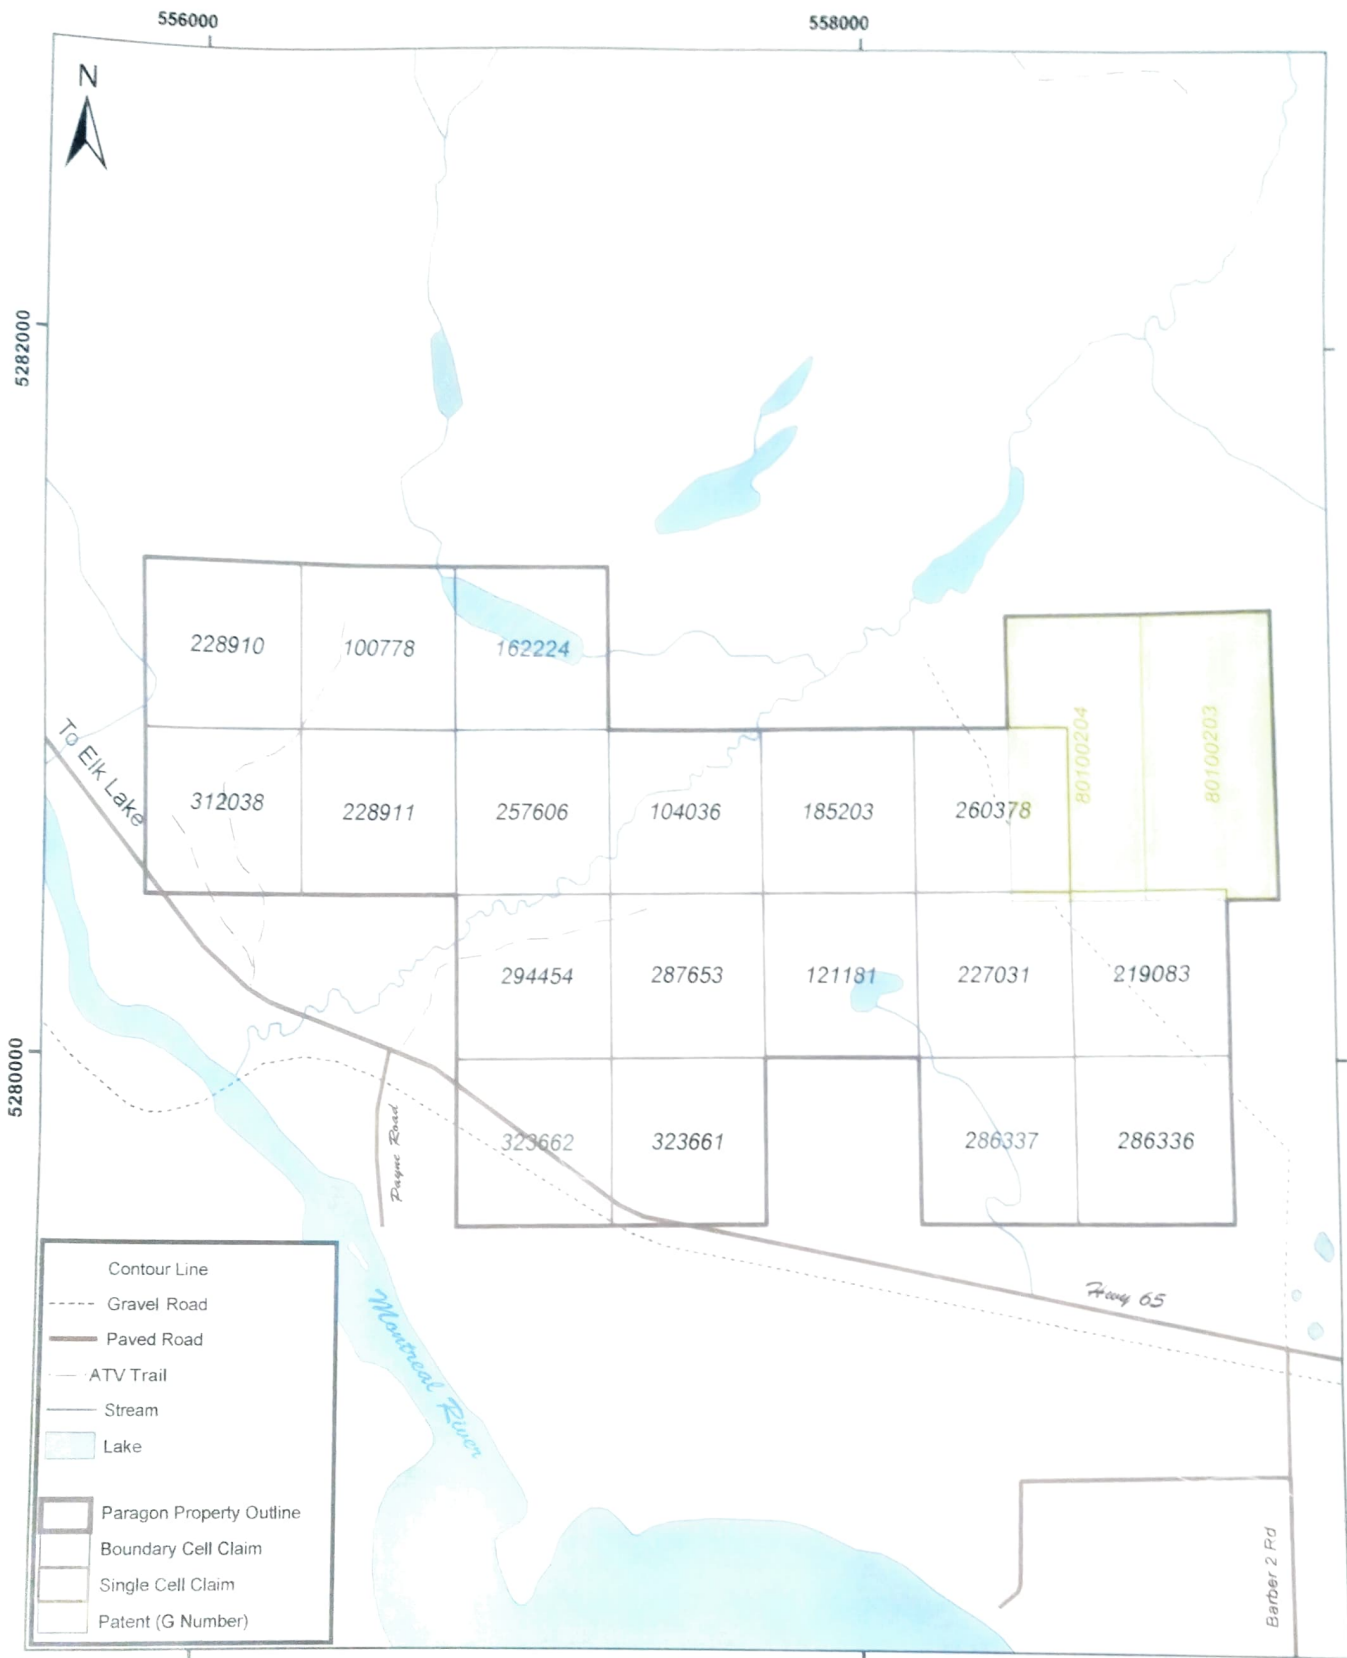 556000
558000
N
5282000
228910
100778
162224
80100204
80100203
To Elk Lake
312038
228911
257606
104036
185203
260378
294454
287653
121181
227031
219083
5280000
Payne Road
323662
323661
286337
286336
Hwy 65
Montreal River
Barber 2 Rd
Contour Line
Gravel Road
Paved Road
ATV Trail
Stream
Lake
Paragon Property Outline
Boundary Cell Claim
Single Cell Claim
Patent (G Number)